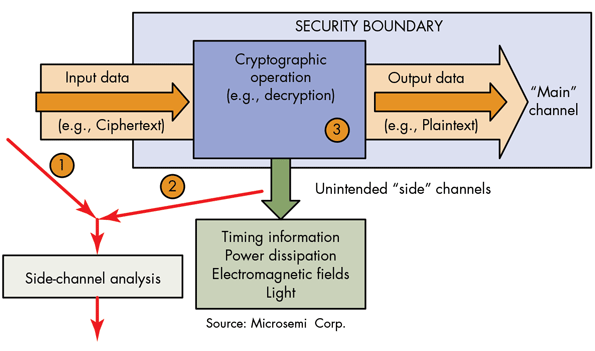 SECURITY BOUNDARY
Input data
(e.g., Ciphertext)
Cryptographic
operation
(e.g., decryption)
3
Output data
(e.g., Plaintext)
“Main”
channel
1
2
Unintended “side” channels
Side-channel analysis
Timing information
Power dissipation
Electromagnetic fields
Light
Source: Microsemi Corp.